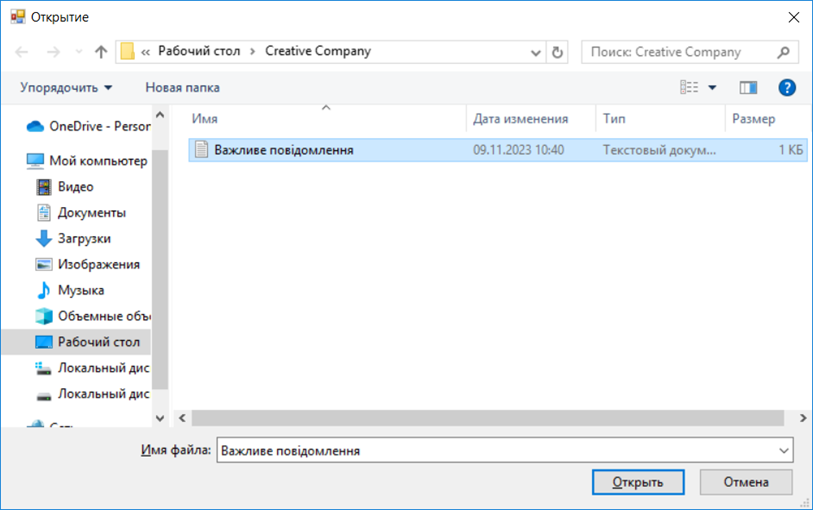 Открытие
« Рабочий стол > Creative Company
Поиск: Creative Company
Упорядочить
Новая папка
Имя
Дата изменения
Тип
Размер
Важливе повідомлення
09.11.2023 10:40
Текстовый докум...
1 КБ
OneDrive - Person
Мой компьютер
Видео
Документы
Загрузки
Изображения
Музыка
Объемные объ
Рабочий стол
Локальный дис
Локальный дис
Имя файла:
Важливе повідомлення
Открыть
Отмена